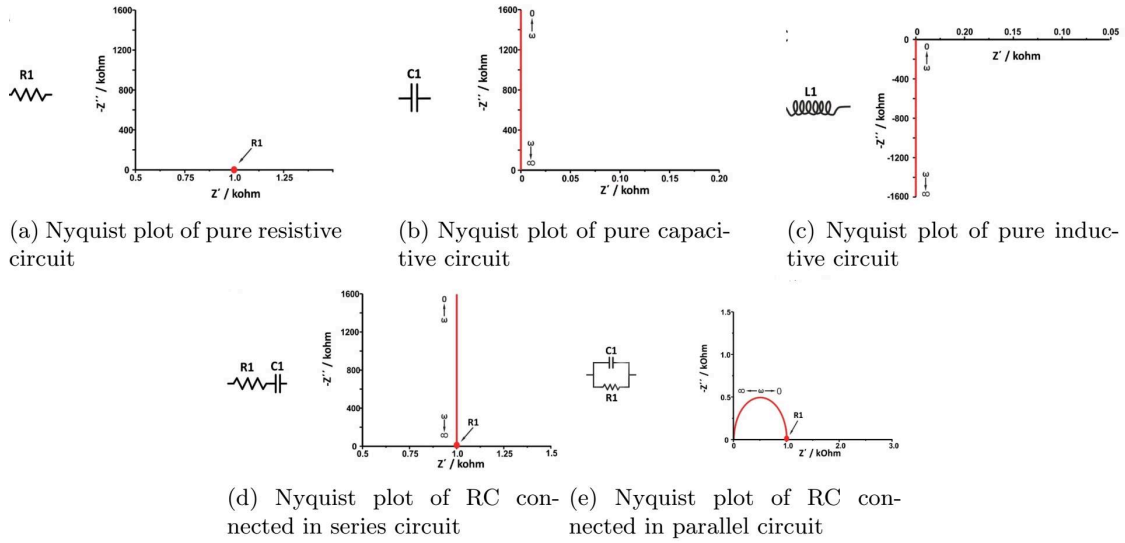 R1
-Z´´ / kohm
1600
1200
800
400
0
R1
0.5 0.75 1.0 1.25
Z´ / kohm
(a) Nyquist plot of pure resistive
circuit
C1
-Z´´ / kohm
1600
1200
800
400
0
ω→0
ω→∞
0 0.05 0.10 0.15 0.20
Z´ / kohm
(b) Nyquist plot of pure capaci-
tive circuit
L1
-Z´´ / kohm
0 0.20 0.15 0.10 0.05
Z´ / kohm
0
-200
-400
-800
-1200
-1600
ω→0
ω→∞
(c) Nyquist plot of pure induc-
tive circuit
R1 C1
-Z´´ / kohm
1600
1200
800
400
0
ω→0
ω→∞
R1
0.5 0.75 1.0 1.25 1.5
Z´ / kohm
(d) Nyquist plot of RC con-
nected in series circuit
C1
R1
-Z´´ / kOhm
1.5
1.0
0.5
0
∞←ω→0
R1
0 1.0 2.0 3.0
Z´ / kOhm
(e) Nyquist plot of RC con-
nected in parallel circuit